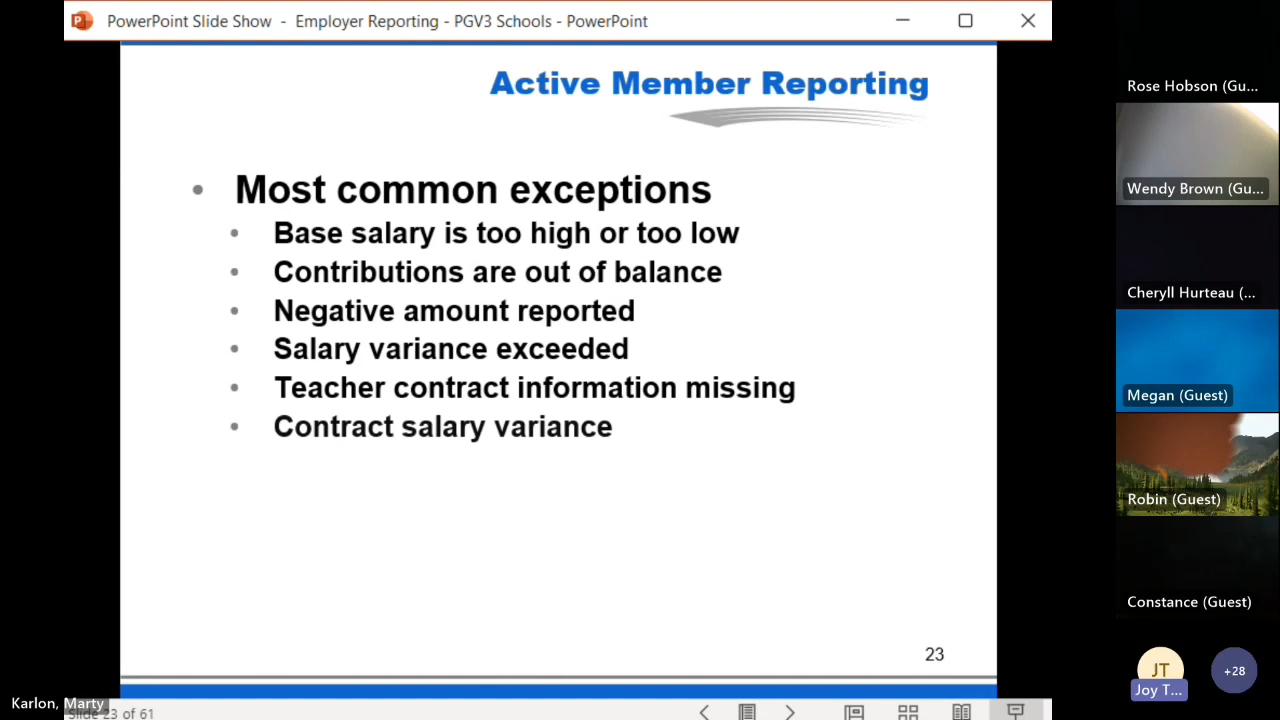 PowerPoint Slide Show - Employer Reporting - PGV3 Schools - PowerPoint
Active Member Reporting
• Most common exceptions
• Base salary is too high or too low
• Contributions are out of balance
• Negative amount reported
• Salary variance exceeded
• Teacher contract information missing
• Contract salary variance
23
Karlon, Marty
Slide 23 of 61
Rose Hobson (Gu...
Wendy Brown (Gu...
Cheryll Hurteau (...
Megan (Guest)
Robin (Guest)
Constance (Guest)
JT
Joy T...
+28